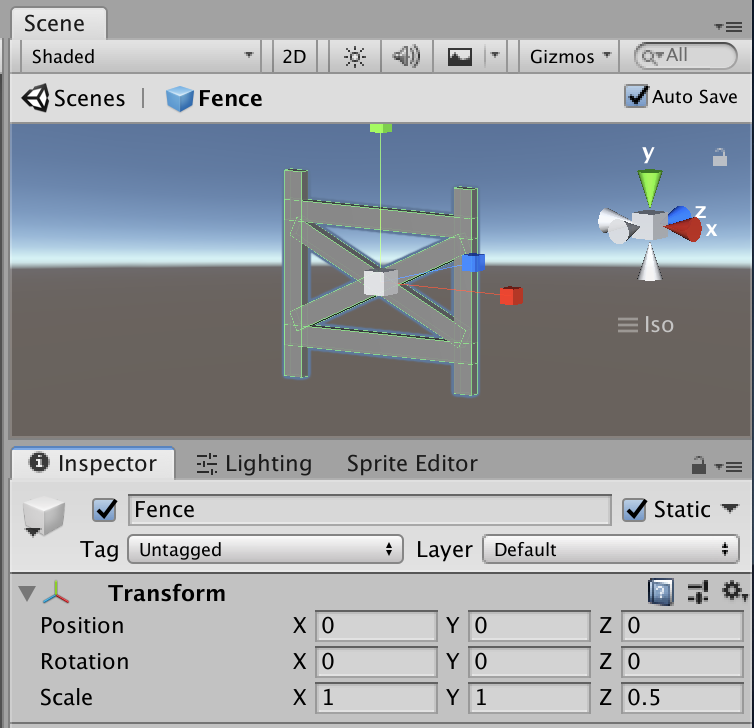 Scene
Shaded 2D Gizmos All
Scenes | Fence Auto Save
y
z
x
Iso
Inspector Lighting Sprite Editor
Fence Static
Tag Untagged Layer Default
Transform
Position X 0 Y 0 Z 0
Rotation X 0 Y 0 Z 0
Scale X 1 Y 1 Z 0.5